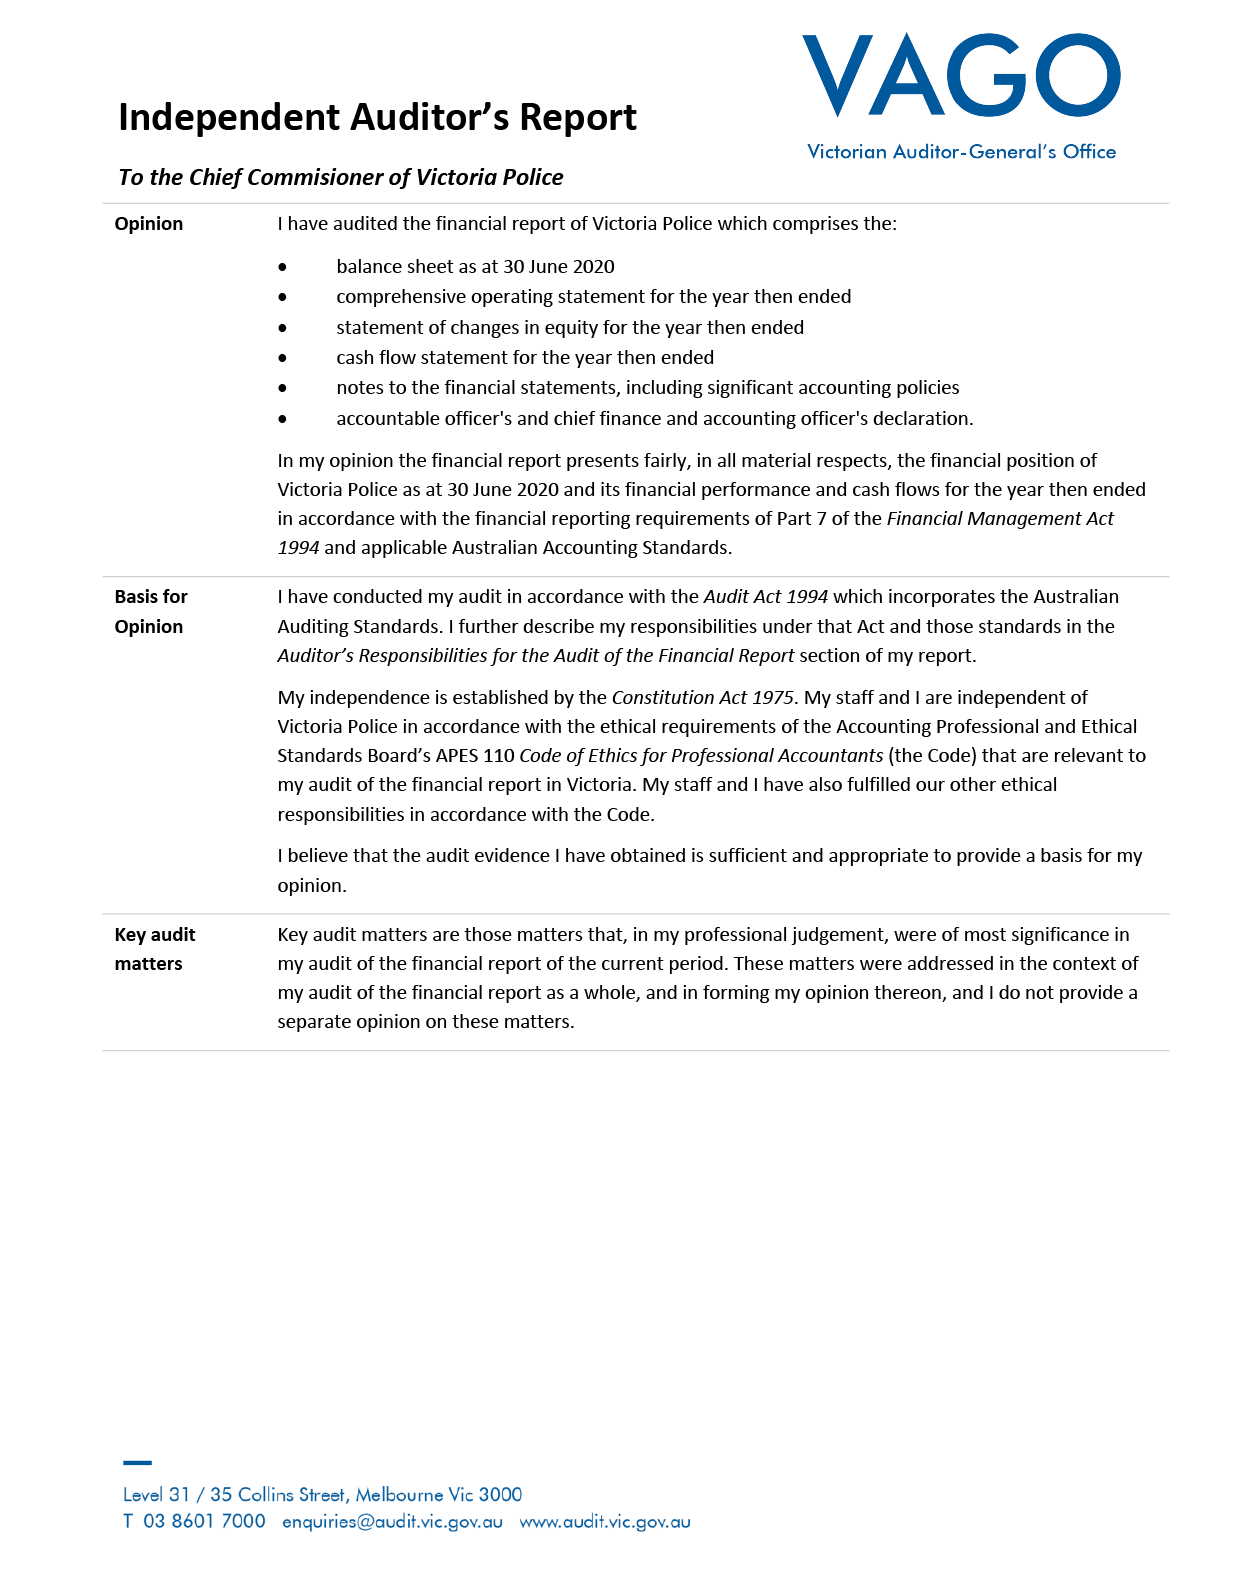 VAGO
Victorian Auditor-General's Office
Independent Auditor’s Report
To the Chief Commisioner of Victoria Police
Opinion
I have audited the financial report of Victoria Police which comprises the:
• balance sheet as at 30 June 2020
• comprehensive operating statement for the year then ended
• statement of changes in equity for the year then ended
• cash flow statement for the year then ended
• notes to the financial statements, including significant accounting policies
• accountable officer's and chief finance and accounting officer's declaration.
In my opinion the financial report presents fairly, in all material respects, the financial position of
Victoria Police as at 30 June 2020 and its financial performance and cash flows for the year then ended
in accordance with the financial reporting requirements of Part 7 of the Financial Management Act
1994 and applicable Australian Accounting Standards.
Basis for
Opinion
I have conducted my audit in accordance with the Audit Act 1994 which incorporates the Australian
Auditing Standards. I further describe my responsibilities under that Act and those standards in the
Auditor’s Responsibilities for the Audit of the Financial Report section of my report.
My independence is established by the Constitution Act 1975. My staff and I are independent of
Victoria Police in accordance with the ethical requirements of the Accounting Professional and Ethical
Standards Board’s APES 110 Code of Ethics for Professional Accountants (the Code) that are relevant to
my audit of the financial report in Victoria. My staff and I have also fulfilled our other ethical
responsibilities in accordance with the Code.
I believe that the audit evidence I have obtained is sufficient and appropriate to provide a basis for my
opinion.
Key audit
matters
Key audit matters are those matters that, in my professional judgement, were of most significance in
my audit of the financial report of the current period. These matters were addressed in the context of
my audit of the financial report as a whole, and in forming my opinion thereon, and I do not provide a
separate opinion on these matters.
Level 31 / 35 Collins Street, Melbourne Vic 3000
T 03 8601 7000 enquiries@audit.vic.gov.au www.audit.vic.gov.au